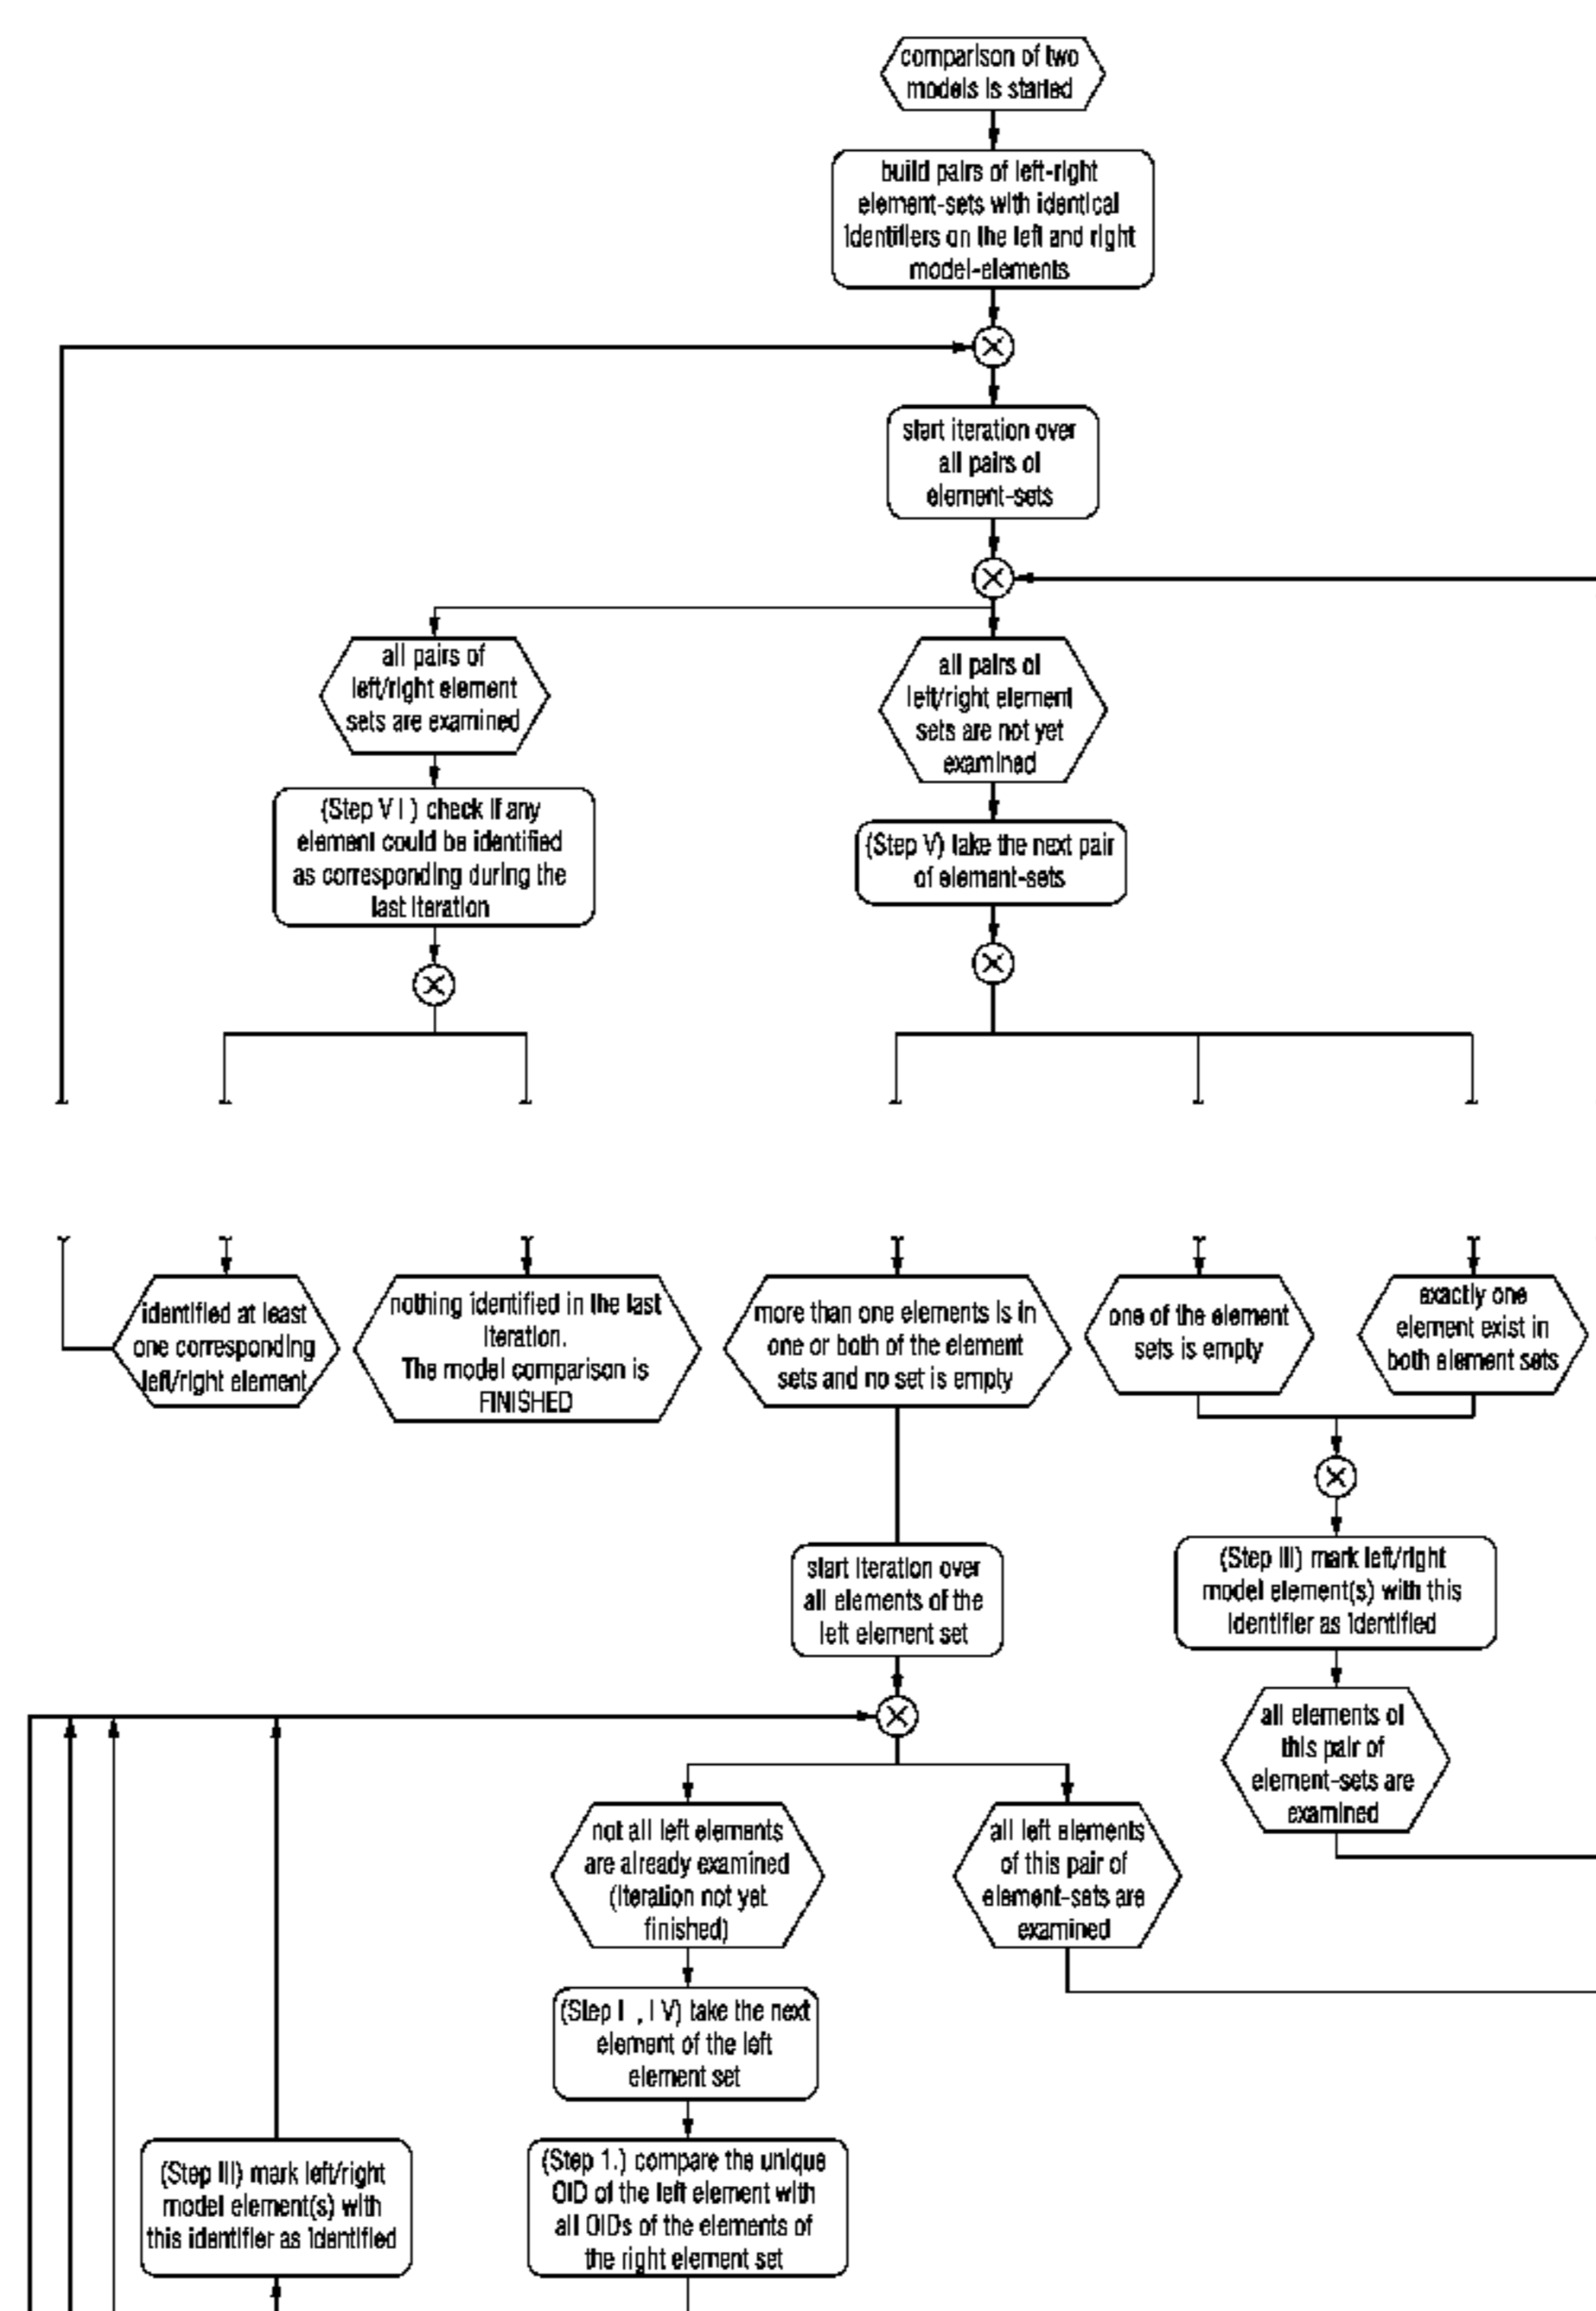 comparison of two
models is started
build pairs of left-right
element-sets with identical
identifiers on the left and right
model-elements
start iteration over
all pairs of
element-sets
all pairs of
left/right element
sets are examined
all pairs of
left/right element
sets are not yet
examined
(Step V I ) check if any
element could be identified
as corresponding during the
last iteration
(Step V) take the next pair
of element-sets
identified at least
one corresponding
left/right element
nothing identified in the last
iteration.
The model comparison is
FINISHED
more than one elements is in
one or both of the element
sets and no set is empty
one of the element
sets is empty
exactly one
element exist in
both element sets
start iteration over
all elements of the
left element set
(Step III) mark left/right
model element(s) with this
identifier as identified
all elements of
this pair of
element-sets are
examined
not all left elements
are already examined
(iteration not yet
finished)
all left elements
of this pair of
element-sets are
examined
(Step I , I V) take the next
element of the left
element set
(Step III) mark left/right
model element(s) with
this identifier as identified
(Step 1.) compare the unique
OID of the left element with
all OIDs of the elements of
the right element set